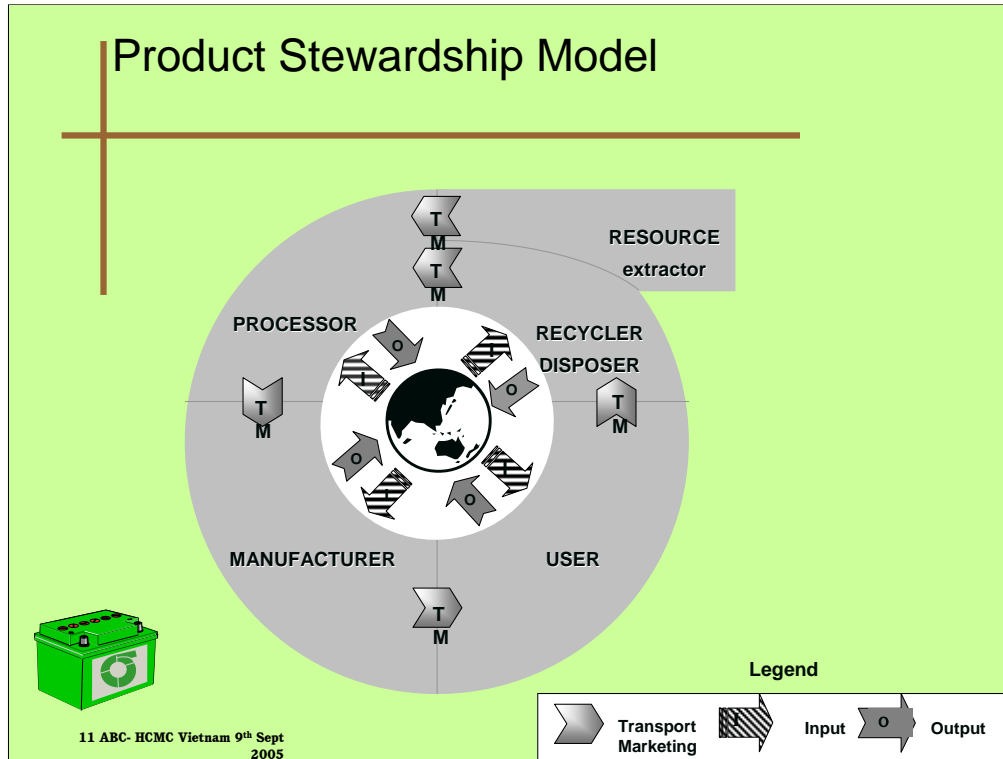 Product Stewardship Model
T
M
RESOURCE
extractor
T
M
PROCESSOR
RECYCLER
DISPOSER
O
I
I
O
T
M
T
M
O
I
I
O
MANUFACTURER
USER
T
M
Legend
Transport
Marketing
I
Input
O
Output
11 ABC- HCMC Vietnam 9th Sept
2005